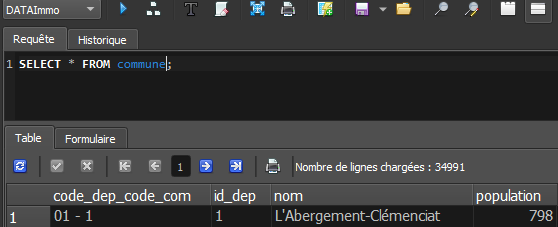 DATAImmo
Requête Historique
1 SELECT * FROM commune;
Table Formulaire
1 Nombre de lignes chargées : 34991
code_dep_code_com id_dep nom population
1 01 - 1 1 L'Abergement-Clémenciat 798